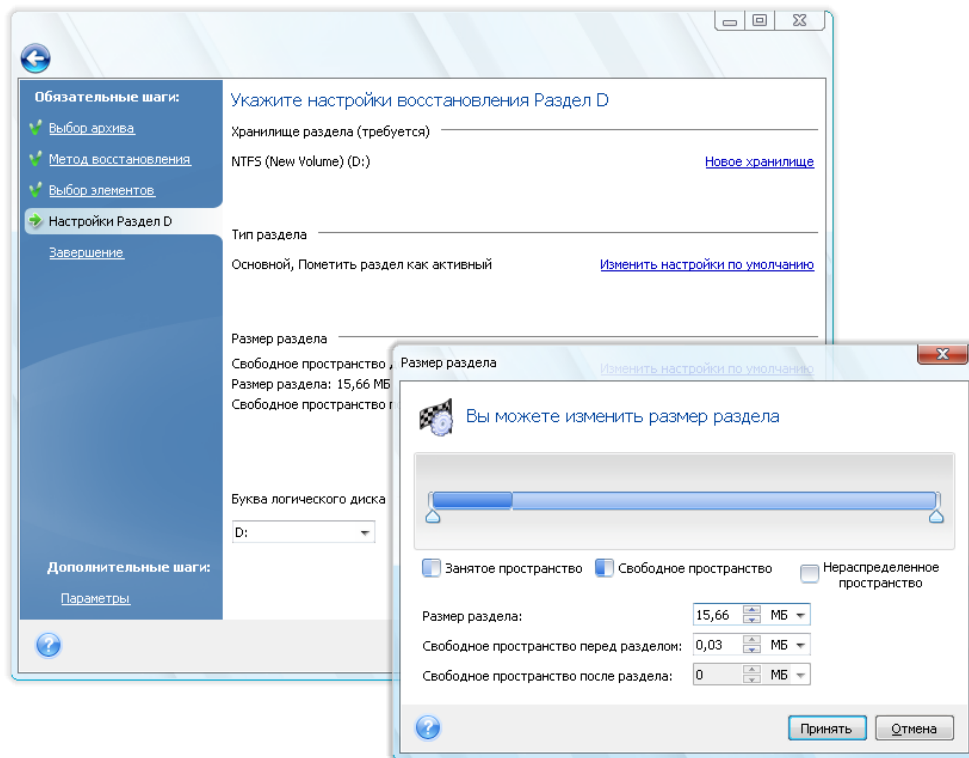 Обязательные шаги:
Выбор архива
Метод восстановления
Выбор элементов
Настройки Раздел D
Завершение
Дополнительные шаги:
Параметры
Укажите настройки восстановления Раздел D
Хранилище раздела (требуется)
NTFS (New Volume) (D:)
Новое хранилище
Тип раздела
Основной, Пометить раздел как активный
Изменить настройки по умолчанию
Размер раздела
Свободное пространство
Изменить настройки по умолчанию
Размер раздела: 15,66 МБ
Свободное пространство
Буква логического диска
D:
Размер раздела
Вы можете изменить размер раздела
Занятое пространство
Свободное пространство
Нераспределенное
пространство
Размер раздела: 15,66 МБ
Свободное пространство перед разделом: 0,03 МБ
Свободное пространство после раздела: 0 МБ
Принять
Отмена